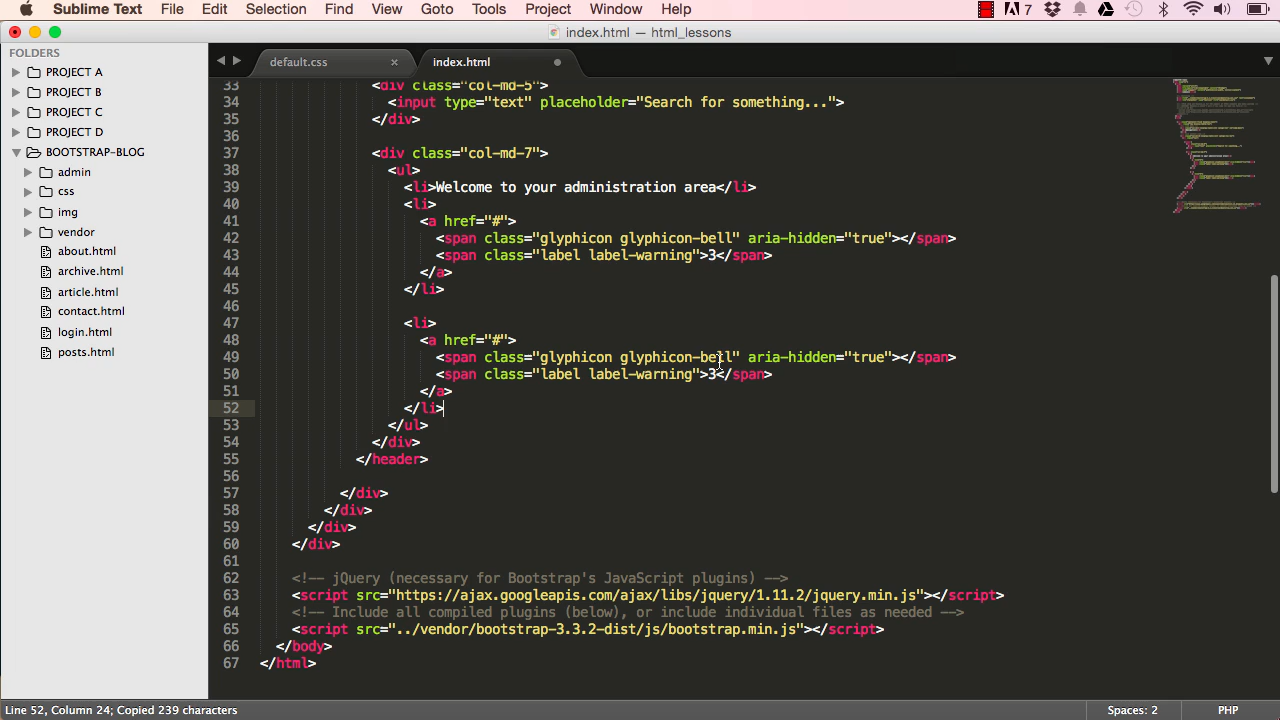 Sublime Text File Edit Selection Find View Goto Tools Project Window Help 7
index.html — html_lessons
FOLDERS
PROJECT A
PROJECT B
PROJECT C
PROJECT D
BOOTSTRAP-BLOG
admin
css
img
vendor
about.html
archive.html
article.html
contact.html
login.html
posts.html
default.css × index.html
33 <div class="col-md-5">
34 <input type="text" placeholder="Search for something...">
35 </div>
36
37 <div class="col-md-7">
38 <ul>
39 <li>Welcome to your administration area</li>
40 <li>
41 <a href="#">
42 <span class="glyphicon glyphicon-bell" aria-hidden="true"></span>
43 <span class="label label-warning">3</span>
44 </a>
45 </li>
46
47 <li>
48 <a href="#">
49 <span class="glyphicon glyphicon-bell" aria-hidden="true"></span>
50 <span class="label label-warning">3</span>
51 </a>
52 </li>
53 </ul>
54 </div>
55 </header>
56
57 </div>
58 </div>
59 </div>
60 </div>
61
62 <!-- jQuery (necessary for Bootstrap's JavaScript plugins) -->
63 <script src="https://ajax.googleapis.com/ajax/libs/jquery/1.11.2/jquery.min.js"></script>
64 <!-- Include all compiled plugins (below), or include individual files as needed -->
65 <script src="../vendor/bootstrap-3.3.2-dist/js/bootstrap.min.js"></script>
66 </body>
67 </html>
Line 52, Column 24; Copied 239 characters Spaces: 2 PHP